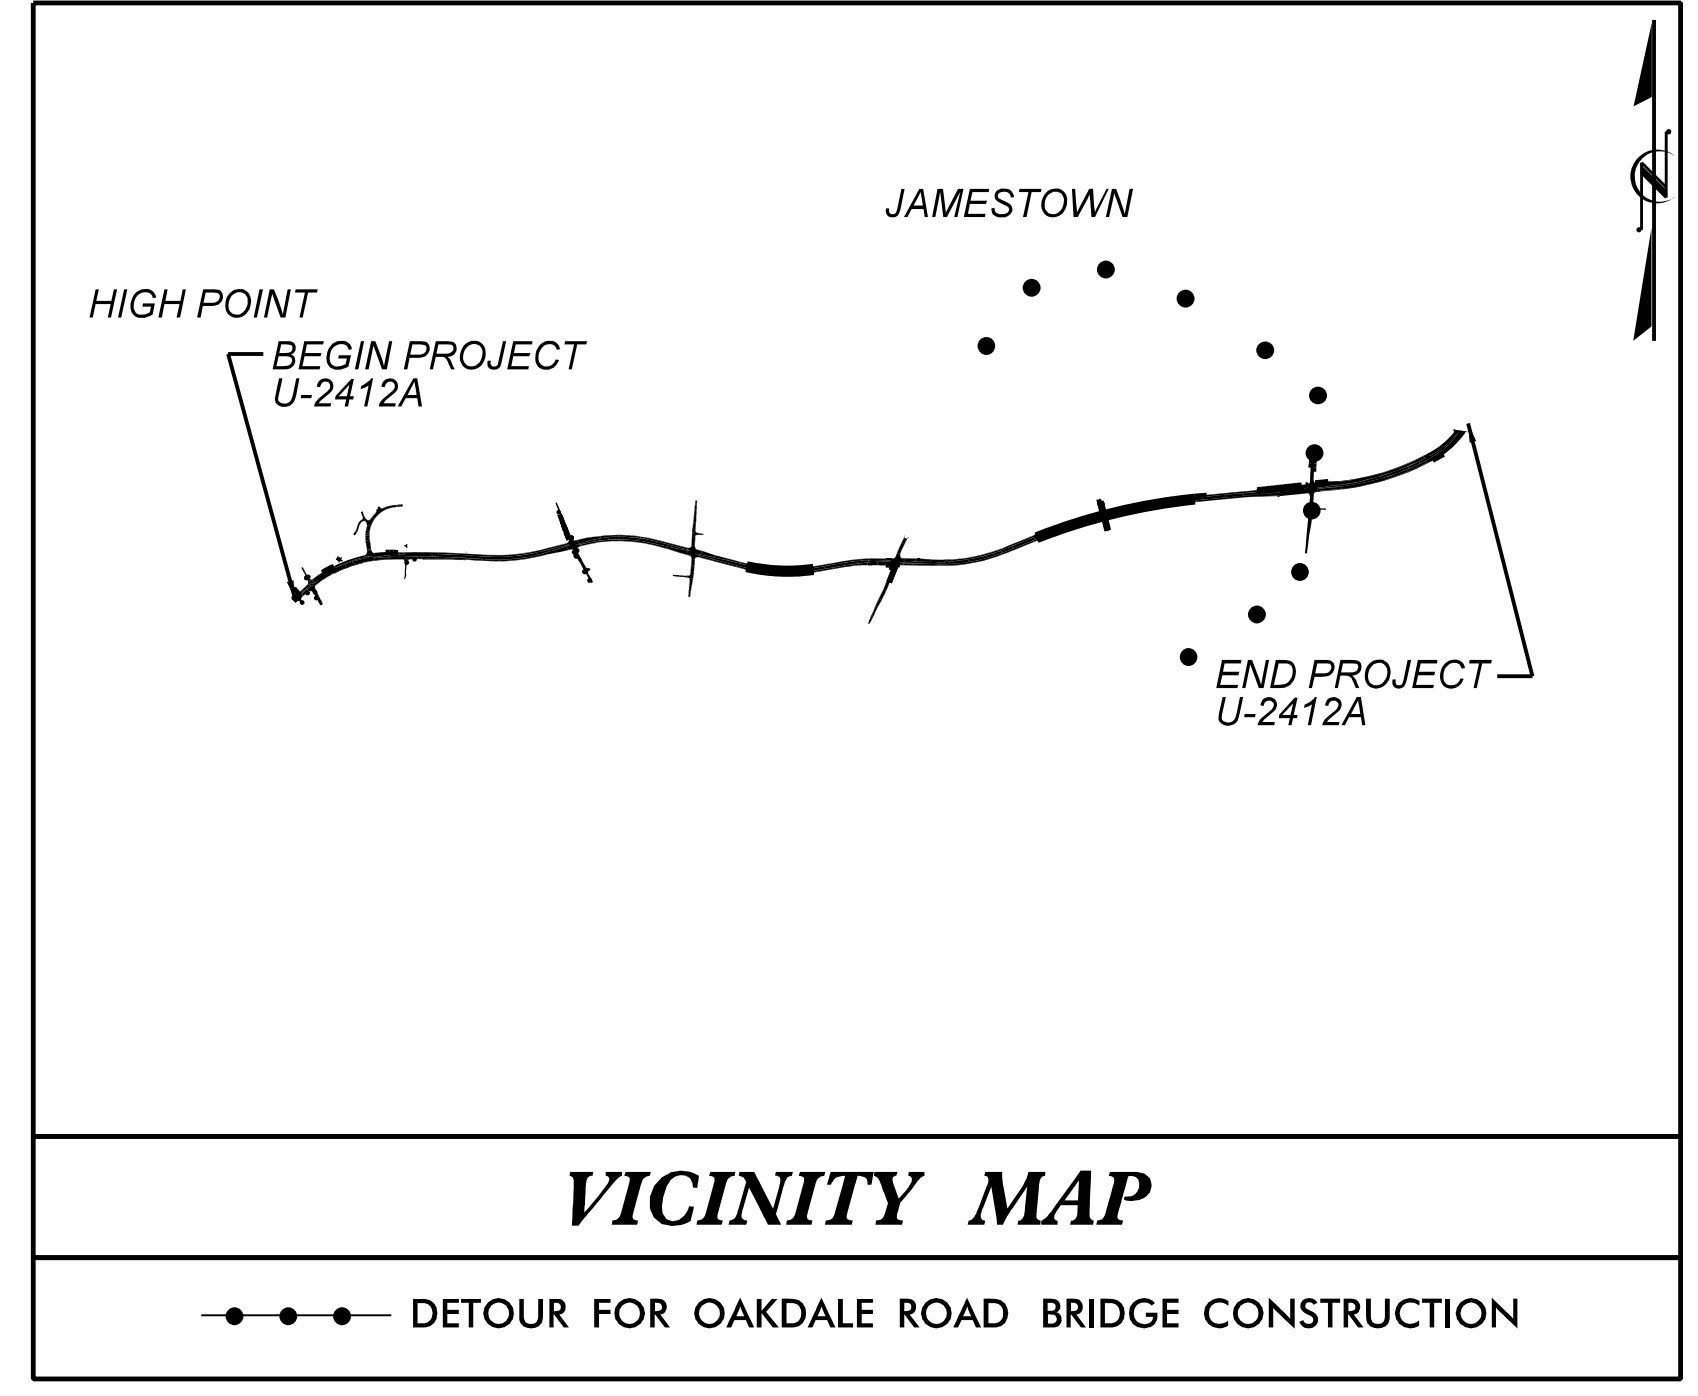 JAMESTOWN
HIGH POINT
BEGIN PROJECT
U-2412A
END PROJECT
U-2412A
VICINITY MAP
DETOUR FOR OAKDALE ROAD BRIDGE CONSTRUCTION
N